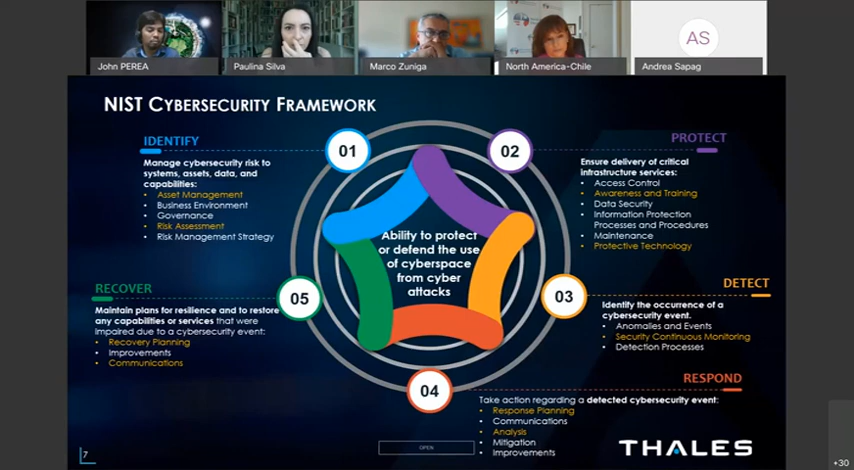 John PEREA
Paulina Silva
Marco Zuniga
North America-Chile
AS
Andrea Sapag
NIST CYBERSECURITY FRAMEWORK
IDENTIFY
Manage cybersecurity risk to
systems, assets, data, and
capabilities:
• Asset Management
• Business Environment
• Governance
• Risk Assessment
• Risk Management Strategy
01
02
PROTECT
Ensure delivery of critical
infrastructure services:
• Access Control
• Awareness and Training
• Data Security
• Information Protection
Processes and Procedures
• Maintenance
• Protective Technology
Ability to protect
or defend the use
of cyberspace
from cyber
attacks
RECOVER
05
Maintain plans for resilience and to restore
any capabilities or services that were
impaired due to a cybersecurity event:
• Recovery Planning
• Improvements
• Communications
03
DETECT
Identify the occurrence of a
cybersecurity event.
• Anomalies and Events
• Security Continuous Monitoring
• Detection Processes
04
RESPOND
Take action regarding a detected cybersecurity event:
• Response Planning
• Communications
• Analysis
• Mitigation
• Improvements
7
OPEN
THALES
+30